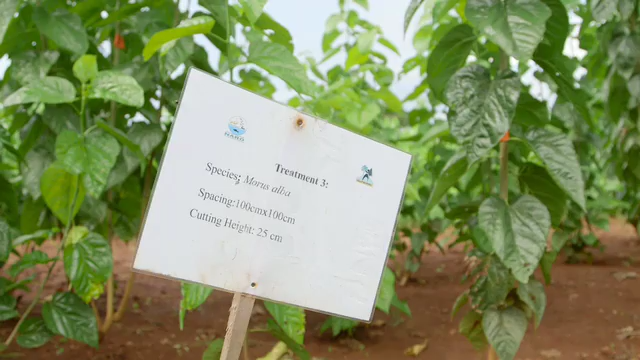 Treatment 3:
Species: Morus alba
Spacing:100cmx100cm
Cutting Height: 25 cm